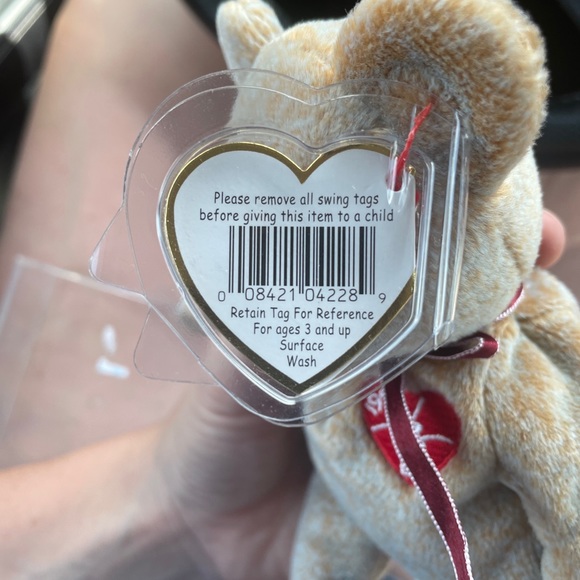 Please remove all swing tags
before giving this item to a child
0 08421 04228 9
Retain Tag For Reference
For ages 3 and up
Surface
Wash